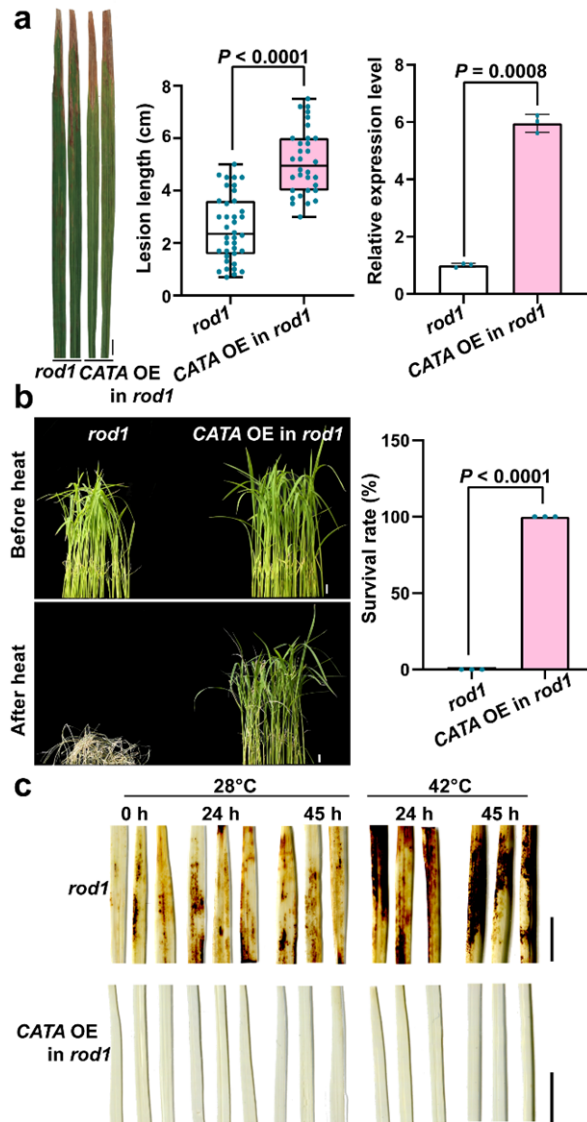 a
P < 0.0001
Lesion length (cm)
8
6
4
2
0
rod1
CATA OE in rod1
P = 0.0008
Relative expression level
8
6
4
2
0
rod1
CATA OE in rod1
rod1 CATA OE
in rod1
b
rod1
CATA OE in rod1
Before heat
After heat
Survival rate (%)
150
100
50
0
P < 0.0001
rod1
CATA OE in rod1
c
28°C
42°C
0 h
24 h
45 h
24 h
45 h
rod1
CATA OE
in rod1